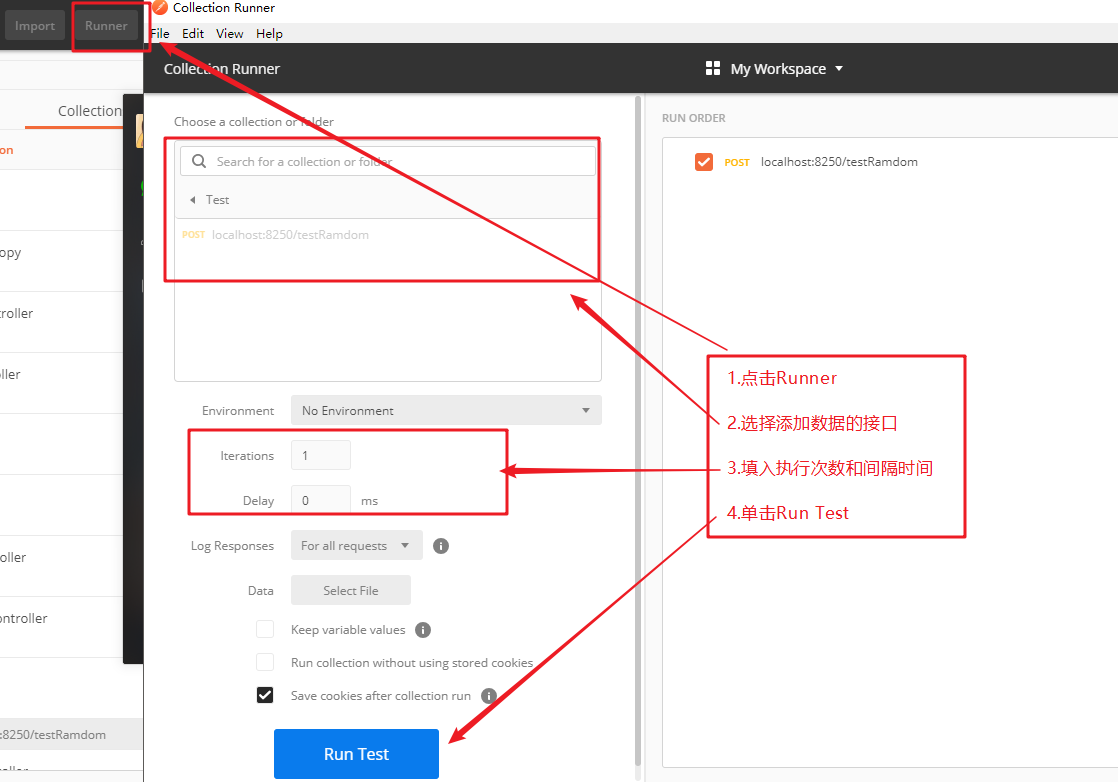 Import
Runner
Collection Runner
File Edit View Help
Collection Runner
My Workspace
Collection
on
opy
roller
ller
oller
ontroller
:8250/testRamdom
Choose a collection or folder
Search for a collection or folder
Test
POST localhost:8250/testRamdom
Environment No Environment
Iterations 1
Delay 0 ms
Log Responses For all requests
Data Select File
Keep variable values
Run collection without using stored cookies
Save cookies after collection run
Run Test
RUN ORDER
POST localhost:8250/testRamdom
1.点击Runner
2.选择添加数据的接口
3.填入执行次数和间隔时间
4.单击Run Test